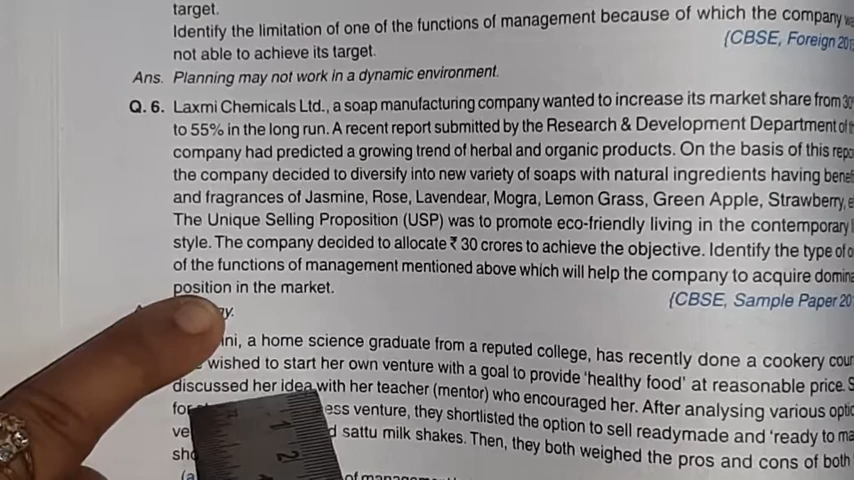 target.
Identify the limitation of one of the functions of management because of which the company
not able to achieve its target.
(CBSE, Foreign
Ans. Planning may not work in a dynamic environment.
Q. 6. Laxmi Chemicals Ltd., a soap manufacturing company wanted to increase its market share from
to 55% in the long run. A recent report submitted by the Research & Development Department of
company had predicted a growing trend of herbal and organic products. On the basis of this
the company decided to diversify into new variety of soaps with natural ingredients having
and fragrances of Jasmine, Rose, Lavendear, Mogra, Lemon Grass, Green Apple, Strawberry,
The Unique Selling Proposition (USP) was to promote eco-friendly living in the contemporary
style. The company decided to allocate ₹ 30 crores to achieve the objective. Identify the type of
of the functions of management mentioned above which will help the company to acquire
position in the market.
(CBSE, Sample Paper
a home science graduate from a reputed college, has recently done a cookery
wished to start her own venture with a goal to provide 'healthy food' at reasonable price.
discussed her idea with her teacher (mentor) who encouraged her. After analysing various
venture, they shortlisted the option to sell readymade and 'ready to
sattu milk shakes. Then, they both weighed the pros and cons of both
1
2
(a
of